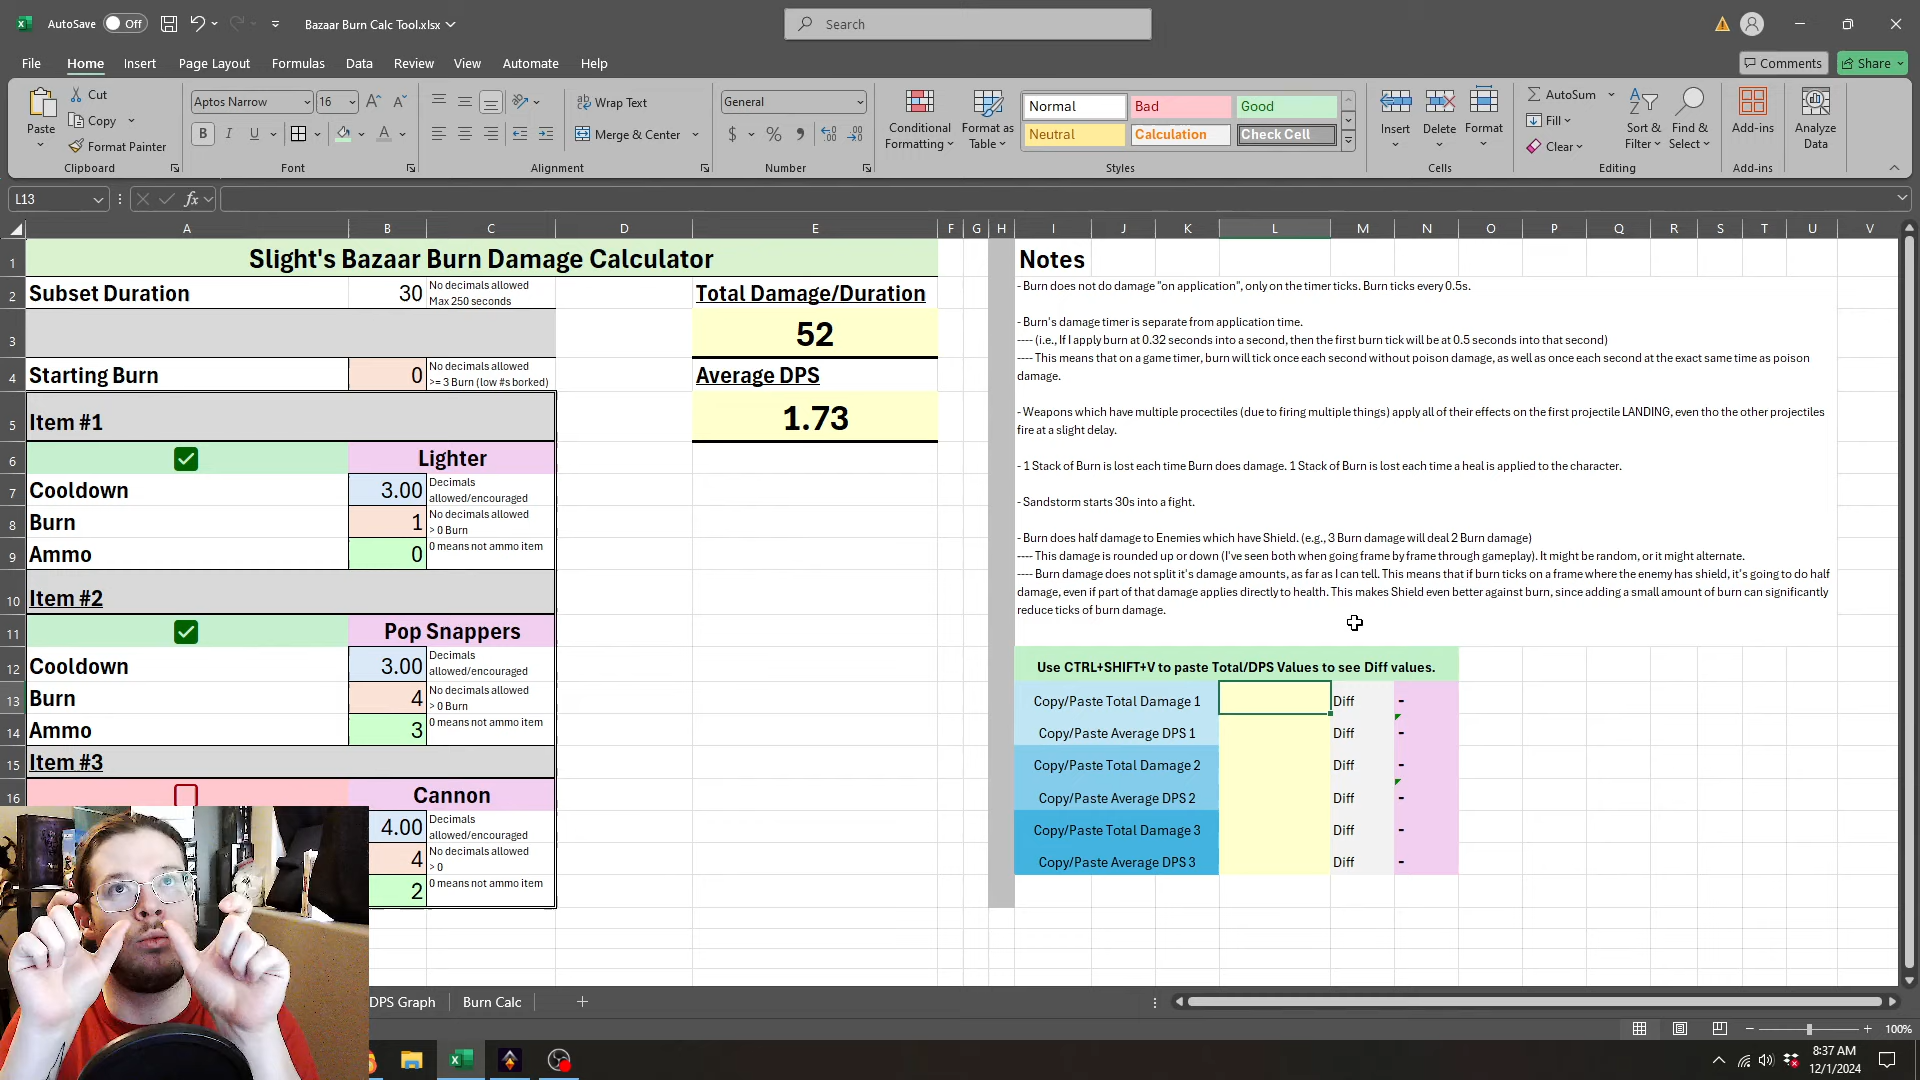 AutoSave Off
Bazaar Burn Calc Tool.xlsx
Search
File Home Insert Page Layout Formulas Data Review View Automate Help
Comments Share
Paste
Cut
Copy
Format Painter
Clipboard
Apto​s Narrow 16
B I U
Font
Wrap Text
Merge & Center
Alignment
General
$ % ,
Number
Conditional
Formatting
Format as
Table
Normal Bad Good
Neutral Calculation Check Cell
Styles
Insert Delete Format
Cells
AutoSum
Fill
Clear
Sort &
Filter
Find &
Select
Editing
Add-ins
Add-ins
Analyze
Data
L13 fx
A B C D E F G H I J K L M N O P Q R S T U V
1 Slight's Bazaar Burn Damage Calculator
2 Subset Duration 30 No decimals allowed
Max 250 seconds
Total Damage/Duration
3 52
4 Starting Burn 0 No decimals allowed
>= 3 Burn (low #s borked)
Average DPS
5 Item #1 1.73
6 Lighter
7 Cooldown 3.00 Decimals
allowed/encouraged
8 Burn 1 No decimals allowed
> 0 Burn
9 Ammo 0 0 means not ammo item
10 Item #2
11 Pop Snappers
12 Cooldown 3.00 Decimals
allowed/encouraged
13 Burn 4 No decimals allowed
> 0 Burn
14 Ammo 3 0 means not ammo item
15 Item #3
16 Cannon
4.00 Decimals
allowed/encouraged
4 No decimals allowed
> 0
2 0 means not ammo item
Notes
- Burn does not do damage "on application", only on the timer ticks. Burn ticks every 0.5s.
- Burn's damage timer is separate from application time.
---- (i.e., If I apply burn at 0.32 seconds into a second, then the first burn tick will be at 0.5 seconds into that second)
---- This means that on a game timer, burn will tick once each second without poison damage, as well as once each second at the exact same time as poison
damage.
- Weapons which have multiple procectiles (due to firing multiple things) apply all of their effects on the first projectile LANDING, even tho the other projectiles
fire at a slight delay.
- 1 Stack of Burn is lost each time Burn does damage. 1 Stack of Burn is lost each time a heal is applied to the character.
- Sandstorm starts 30s into a fight.
- Burn does half damage to Enemies which have Shield. (e.g., 3 Burn damage will deal 2 Burn damage)
---- This damage is rounded up or down (I've seen both when going frame by frame through gameplay). It might be random, or it might alternate.
---- Burn damage does not split it's damage amounts, as far as I can tell. This means that if burn ticks on a frame where the enemy has shield, it's going to do half
damage, even if part of that damage applies directly to health. This makes Shield even better against burn, since adding a small amount of burn can significantly
reduce ticks of burn damage.
Use CTRL+SHIFT+V to paste Total/DPS Values to see Diff values.
Copy/Paste Total Damage 1 Diff -
Copy/Paste Average DPS 1 Diff -
Copy/Paste Total Damage 2 Diff -
Copy/Paste Average DPS 2 Diff -
Copy/Paste Total Damage 3 Diff -
Copy/Paste Average DPS 3 Diff -
DPS Graph Burn Calc
100%
8:37 AM
12/1/2024